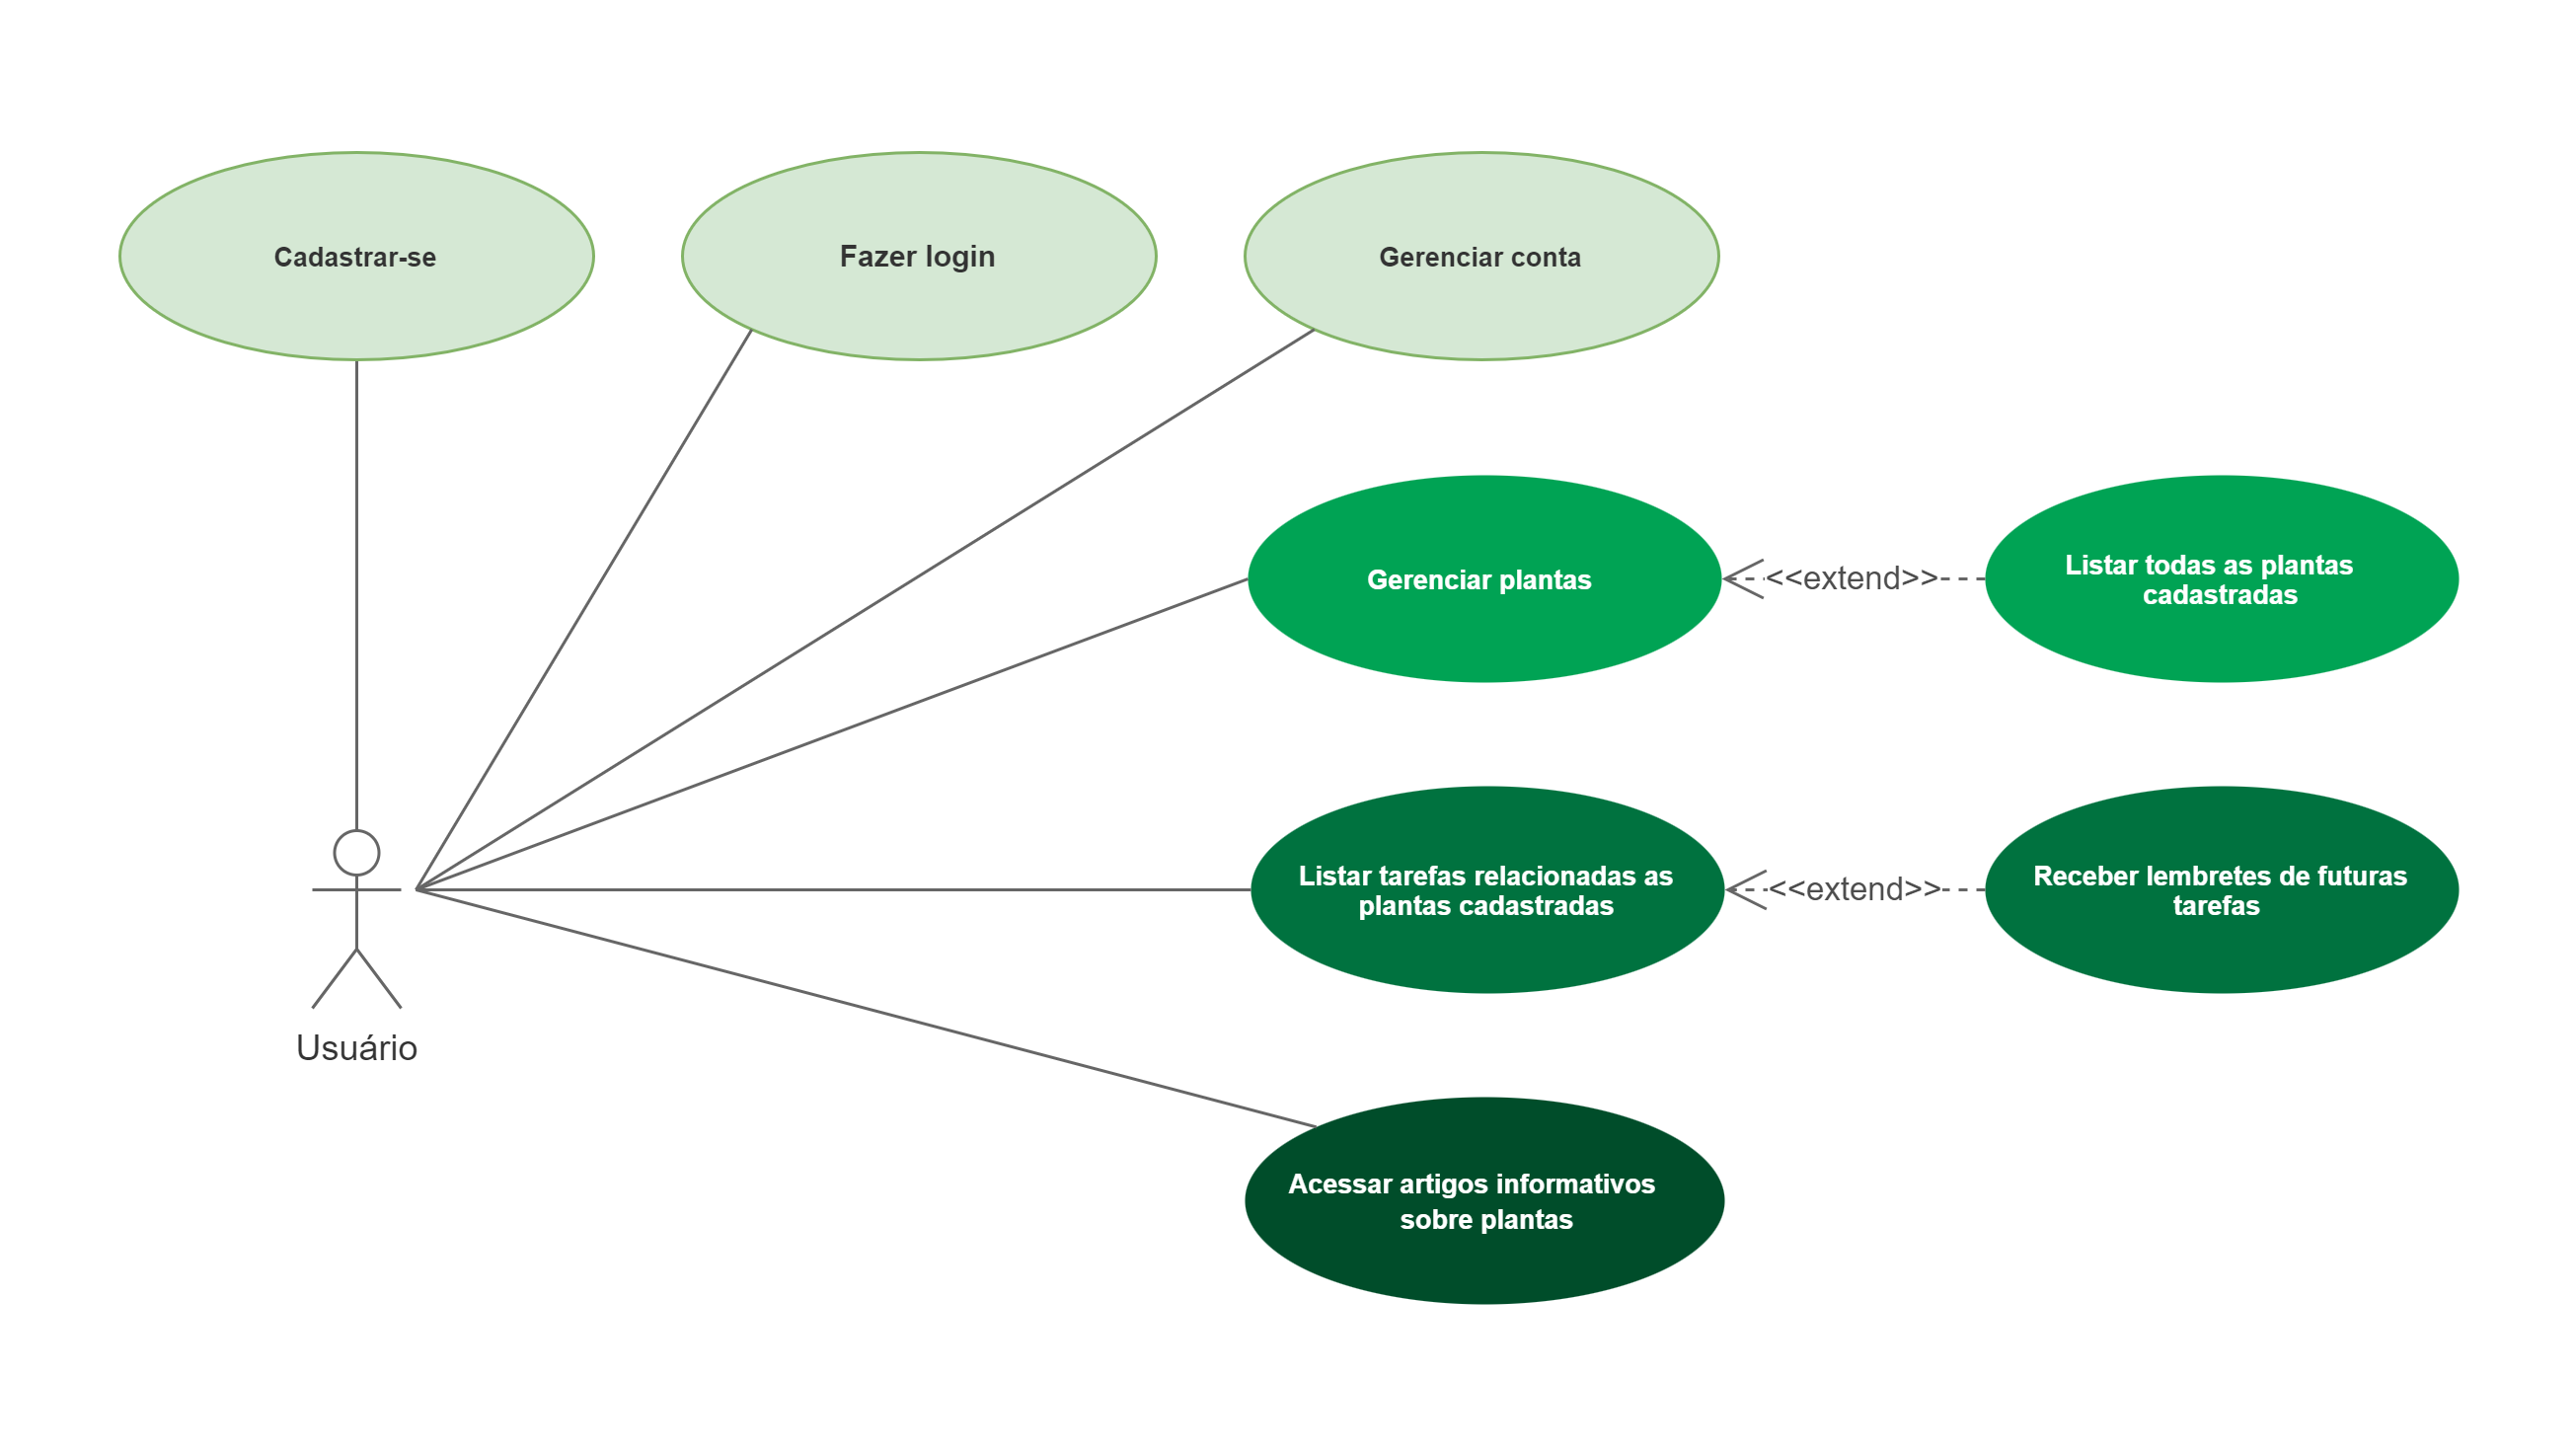 Cadastrar-se
Fazer login
Gerenciar conta
Gerenciar plantas
<<extend>>
Listar todas as plantas
cadastradas
Listar tarefas relacionadas as
plantas cadastradas
<<extend>>
Receber lembretes de futuras
tarefas
Usuário
Acessar artigos informativos
sobre plantas